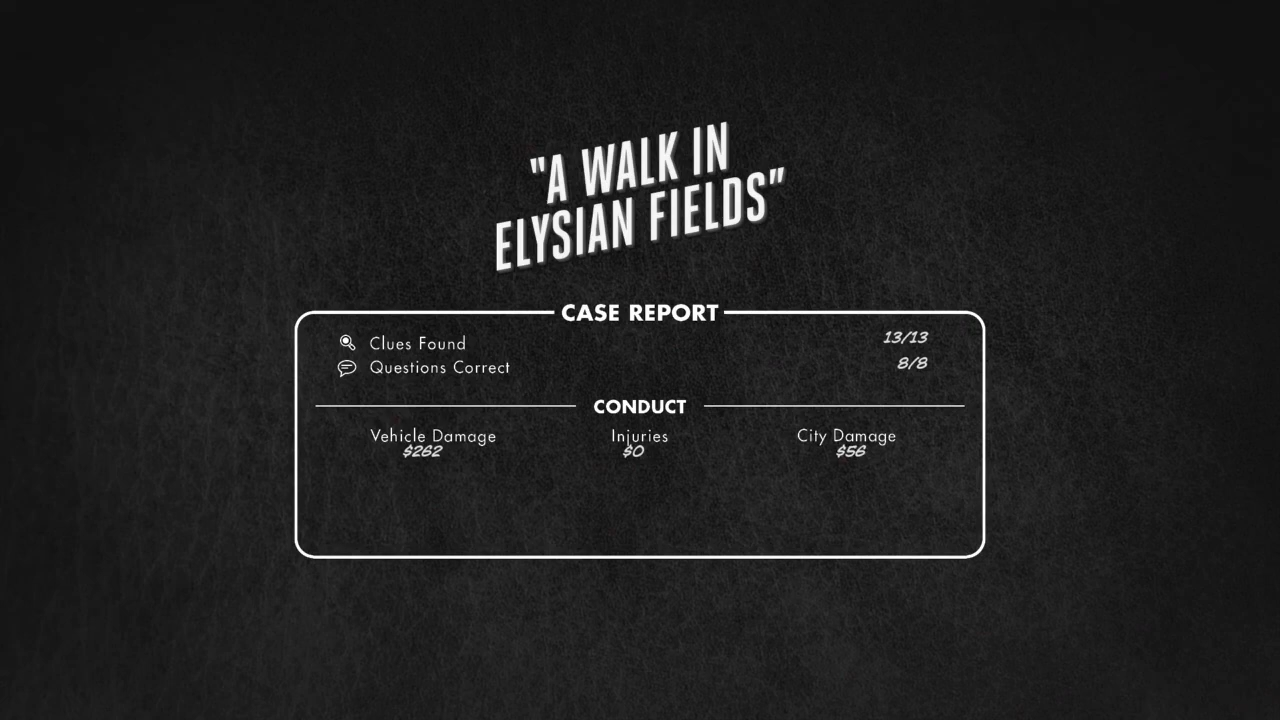 "A WALK IN
ELYSIAN FIELDS"
CASE REPORT
Clues Found 13/13
Questions Correct 8/8
CONDUCT
Vehicle Damage Injuries City Damage
$262 $0 $56